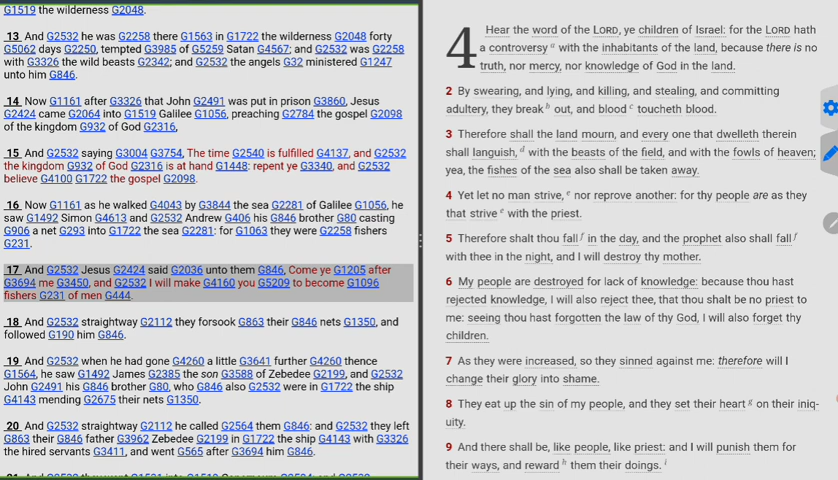 G1519 the wilderness G2048.
13 And G2532 he was G2258 there G1563 in G1722 the wilderness G2048 forty
G5062 days G2250, tempted G3985 of G5259 Satan G4567; and G2532 was G2258
with G3326 the wild beasts G2342; and G2532 the angels G32 ministered G1247
unto him G846.
14 Now G1161 after G3326 that John G2491 was put in prison G3860, Jesus
G2424 came G2064 into G1519 Galilee G1056, preaching G2784 the gospel G2098
of the kingdom G932 of God G2316,
15 And G2532 saying G3004 G3754, The time G2540 is fulfilled G4137, and G2532
the kingdom G932 of God G2316 is at hand G1448: repent ye G3340, and G2532
believe G4100 G1722 the gospel G2098.
16 Now G1161 as he walked G4043 by G3844 the sea G2281 of Galilee G1056, he
saw G1492 Simon G4613 and G2532 Andrew G406 his G846 brother G80 casting
G906 a net G293 into G1722 the sea G2281: for G1063 they were G2258 fishers
G231.
17 And G2532 Jesus G2424 said G2036 unto them G846, Come ye G1205 after
G3694 me G3450, and G2532 I will make G4160 you G5209 to become G1096
fishers G231 of men G444.
18 And G2532 straightway G2112 they forsook G863 their G846 nets G1350, and
followed G190 him G846.
19 And G2532 when he had gone G4260 a little G3641 further G4260 thence
G1564, he saw G1492 James G2385 the son G3588 of Zebedee G2199, and G2532
John G2491 his G846 brother G80, who G846 also G2532 were in G1722 the ship
G4143 mending G2675 their nets G1350.
20 And G2532 straightway G2112 he called G2564 them G846: and G2532 they left
G863 their G846 father G3962 Zebedee G2199 in G1722 the ship G4143 with G3326
the hired servants G3411, and went G565 after G3694 him G846.
4 Hear the word of the LORD, ye children of Israel: for the LORD hath
a controversy a with the inhabitants of the land, because there is no
truth, nor mercy, nor knowledge of God in the land.
2 By swearing, and lying, and killing, and stealing, and committing
adultery, they break b out, and blood c toucheth blood.
3 Therefore shall the land mourn, and every one that dwelleth therein
shall languish, d with the beasts of the field, and with the fowls of heaven;
yea, the fishes of the sea also shall be taken away.
4 Yet let no man strive, e nor reprove another: for thy people are as they
that strive e with the priest.
5 Therefore shalt thou fall f in the day, and the prophet also shall fall f
with thee in the night, and I will destroy thy mother.
6 My people are destroyed for lack of knowledge: because thou hast
rejected knowledge, I will also reject thee, that thou shalt be no priest to
me: seeing thou hast forgotten the law of thy God, I will also forget thy
children.
7 As they were increased, so they sinned against me: therefore will I
change their glory into shame.
8 They eat up the sin of my people, and they set their heart g on their iniq-
uity.
9 And there shall be, like people, like priest: and I will punish them for
their ways, and reward h them their doings. i